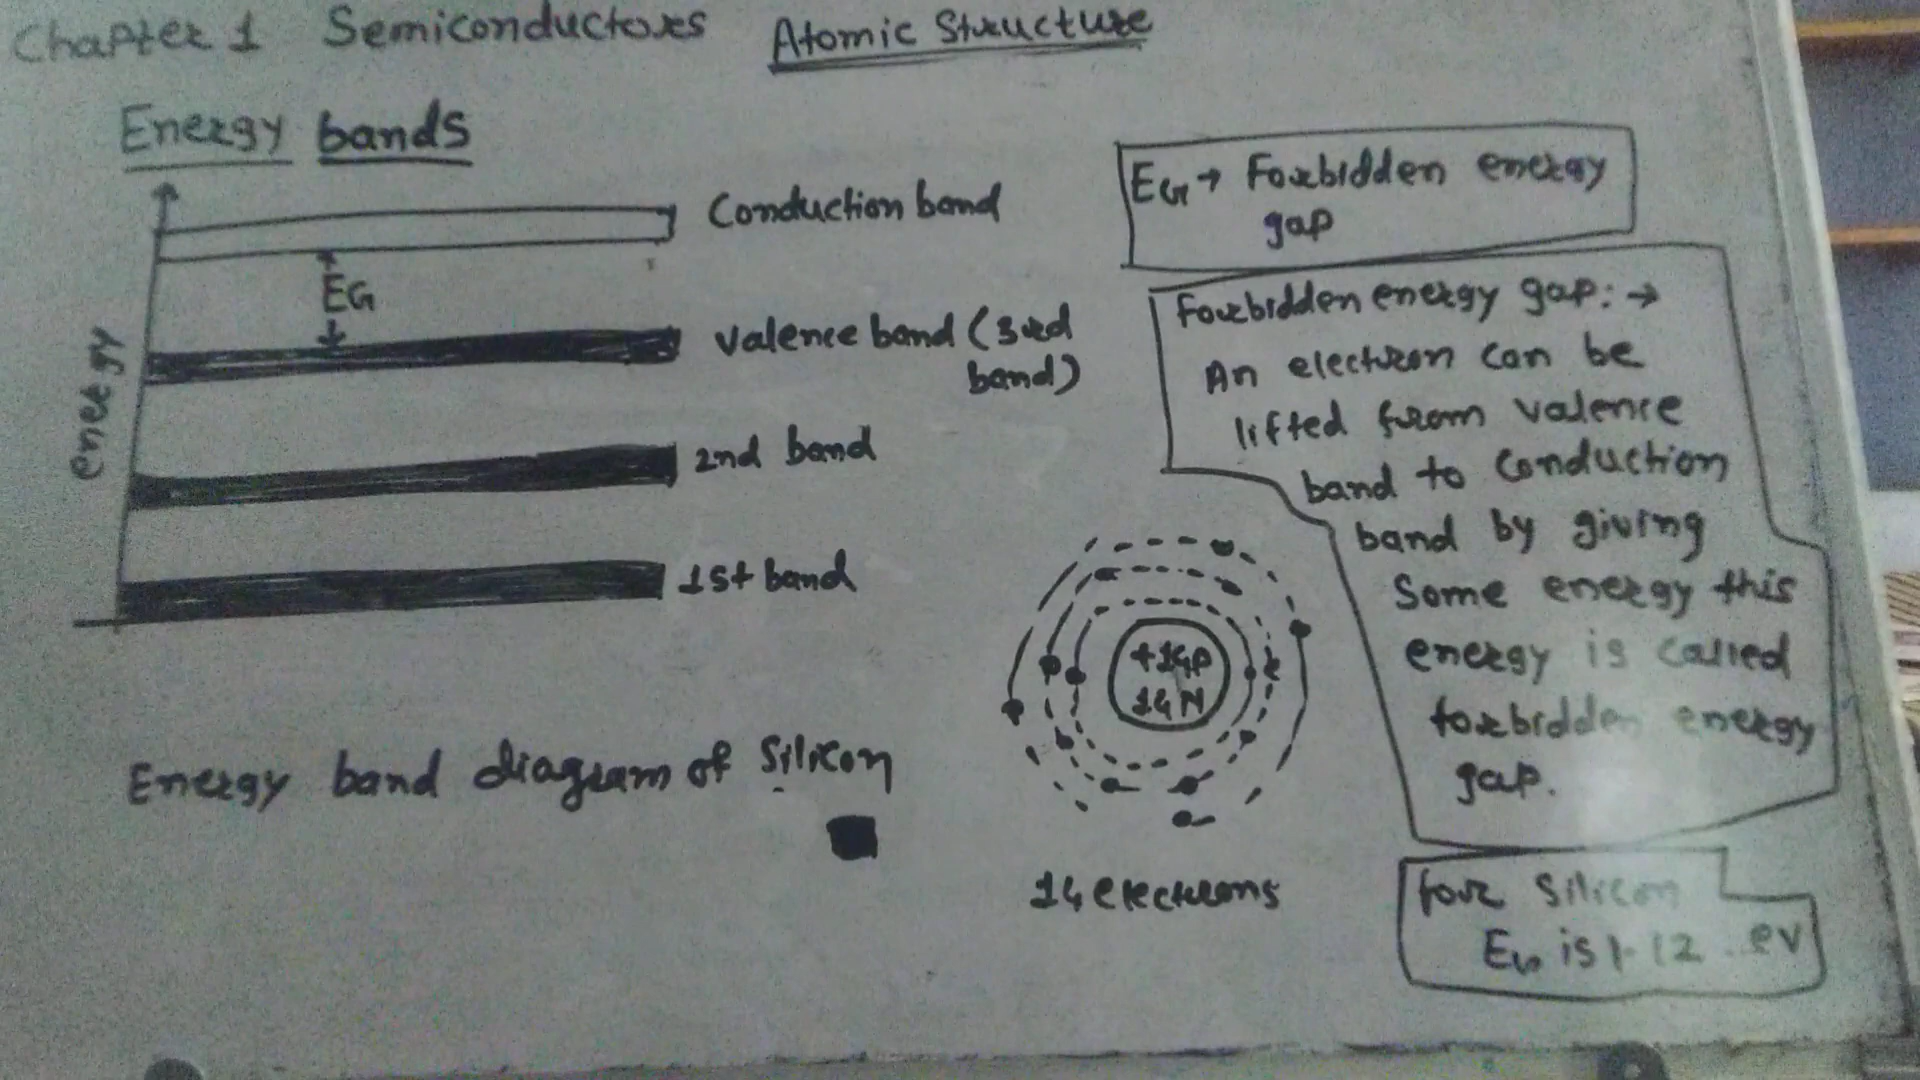 Chapter 1 Semiconductores Atomic Structure
Energy bands
energy
Conduction band
EG
Valence band (3rd
band)
2nd band
1st band
Energy band diagram of Silicon
EG → Forbidden energy
gap
Forbidden energy gap: →
An electron can be
lifted from valence
band to conduction
band by giving
Some energy this
energy is called
forbidden energy
gap.
+14P
14N
14 electrons
for Silicon
EG is 1.12 ev